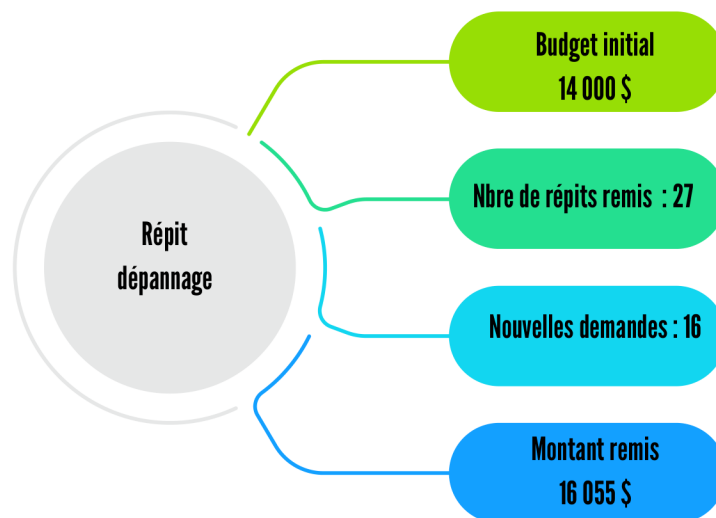 Répit
dépannage
Budget initial
14 000 $
Nbre de répits remis : 27
Nouvelles demandes : 16
Montant remis
16 055 $